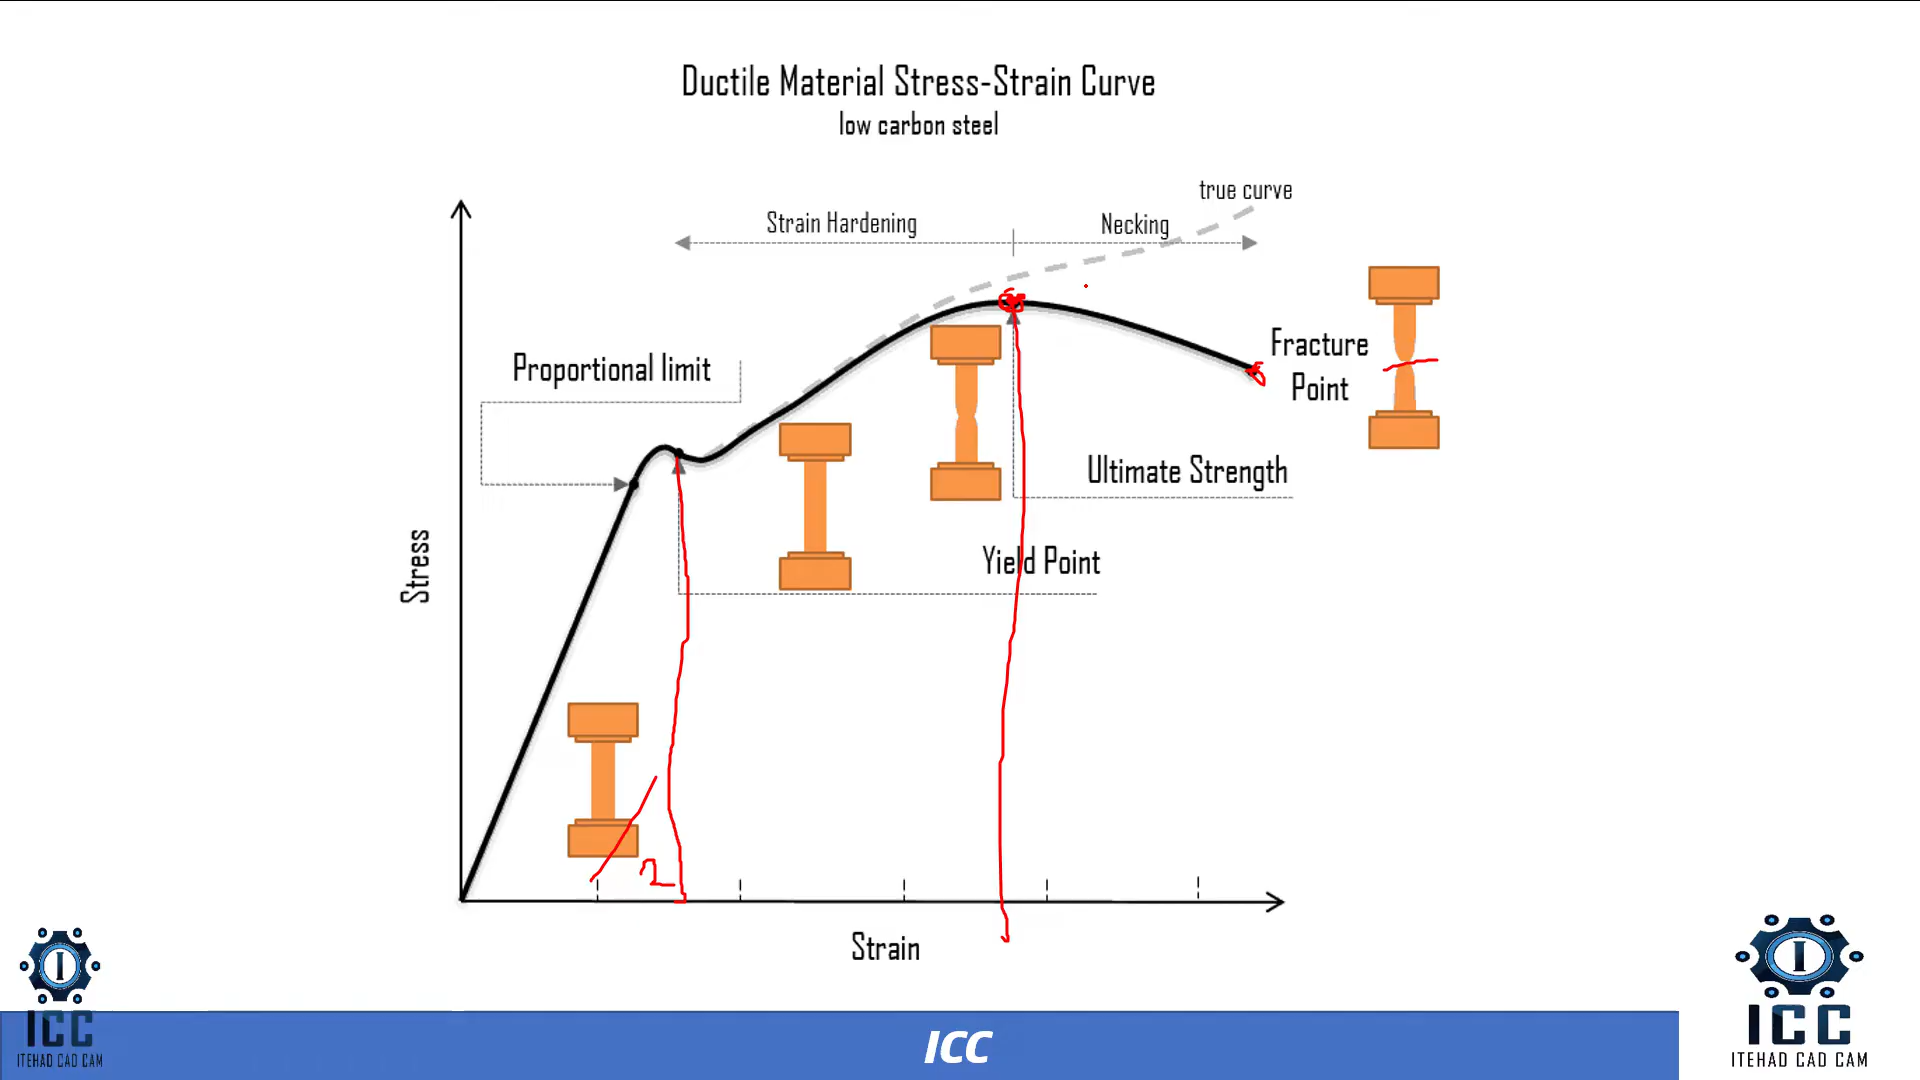 Ductile Material Stress-Strain Curve
low carbon steel
true curve
Strain Hardening
Necking
Fracture
Point
Proportional limit
Ultimate Strength
Yield Point
Stress
2
Strain
I
ICC
ITEHAD CAD CAM
ICC
I
ICC
ITEHAD CAD CAM